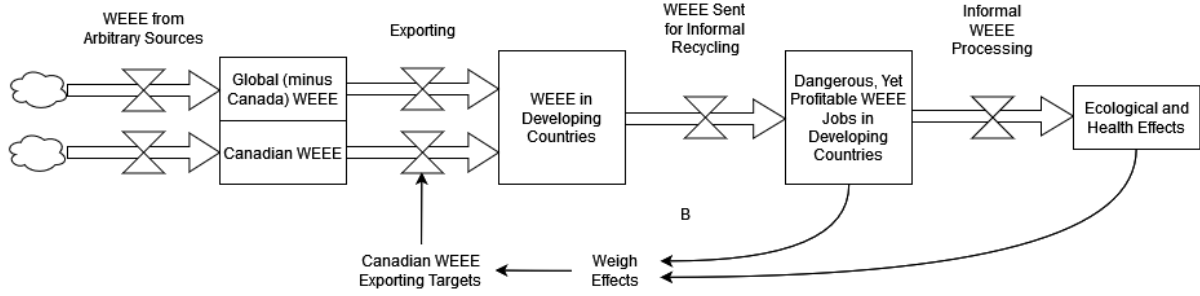 WEEE from
Arbitrary Sources
Exporting
WEEE Sent
for Informal
Recycling
Informal
WEEE
Processing
Global (minus
Canada) WEEE
Canadian WEEE
WEEE in
Developing
Countries
Dangerous, Yet
Profitable WEEE
Jobs in
Developing
Countries
Ecological and
Health Effects
B
Canadian WEEE
Exporting Targets
Weigh
Effects